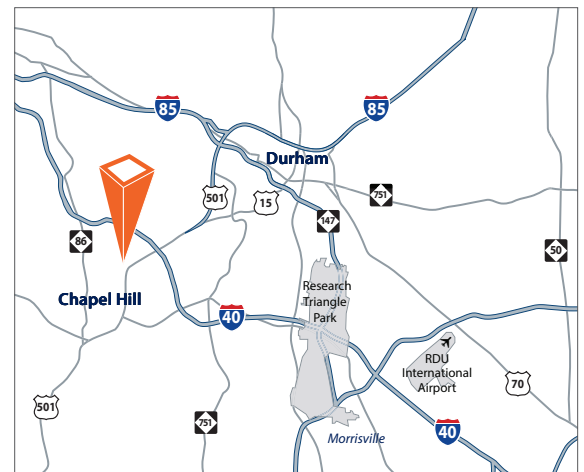 85
85
Durham
501
15
751
147
86
50
Research
Triangle
Park
Chapel Hill
40
RDU
International
Airport
70
501
751
40
Morrisville